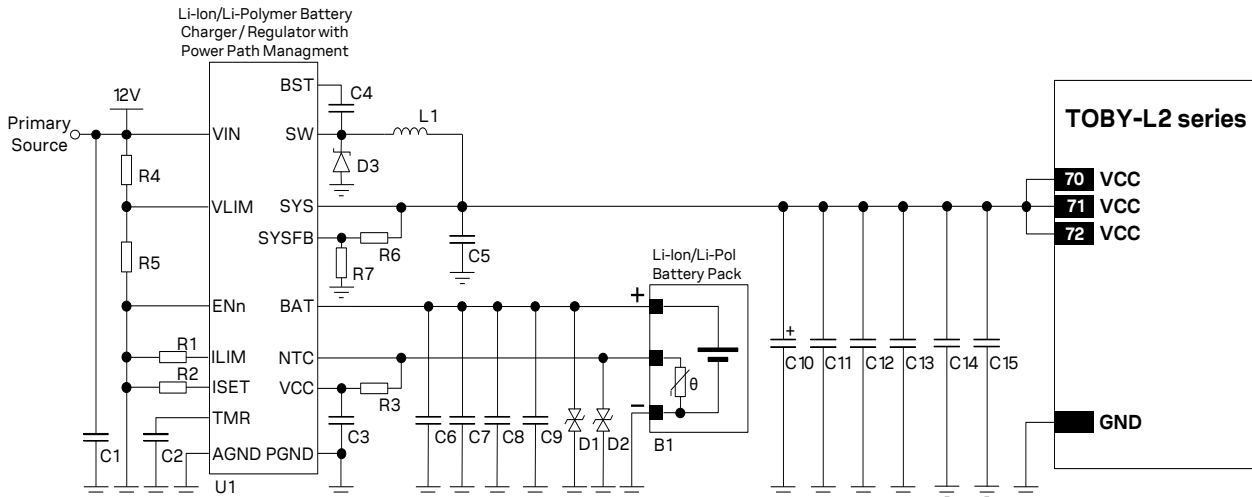 Li-Ion/Li-Polymer Battery
Charger / Regulator with
Power Path Managment
12V
Primary
Source
BST
C4
VIN
SW
L1
D3
R4
VLIM
SYS
SYSFB
R6
R7
C5
R5
ENn
BAT
R1
ILIM
NTC
R2
ISET
VCC
R3
TMR
C3
C1
C2
AGND
PGND
U1
C6
C7
C8
C9
D1
D2
Li-Ion/Li-Pol
Battery Pack
+
θ
–
B1
+
C10
C11
C12
C13
C14
C15
TOBY-L2 series
70 VCC
71 VCC
72 VCC
GND